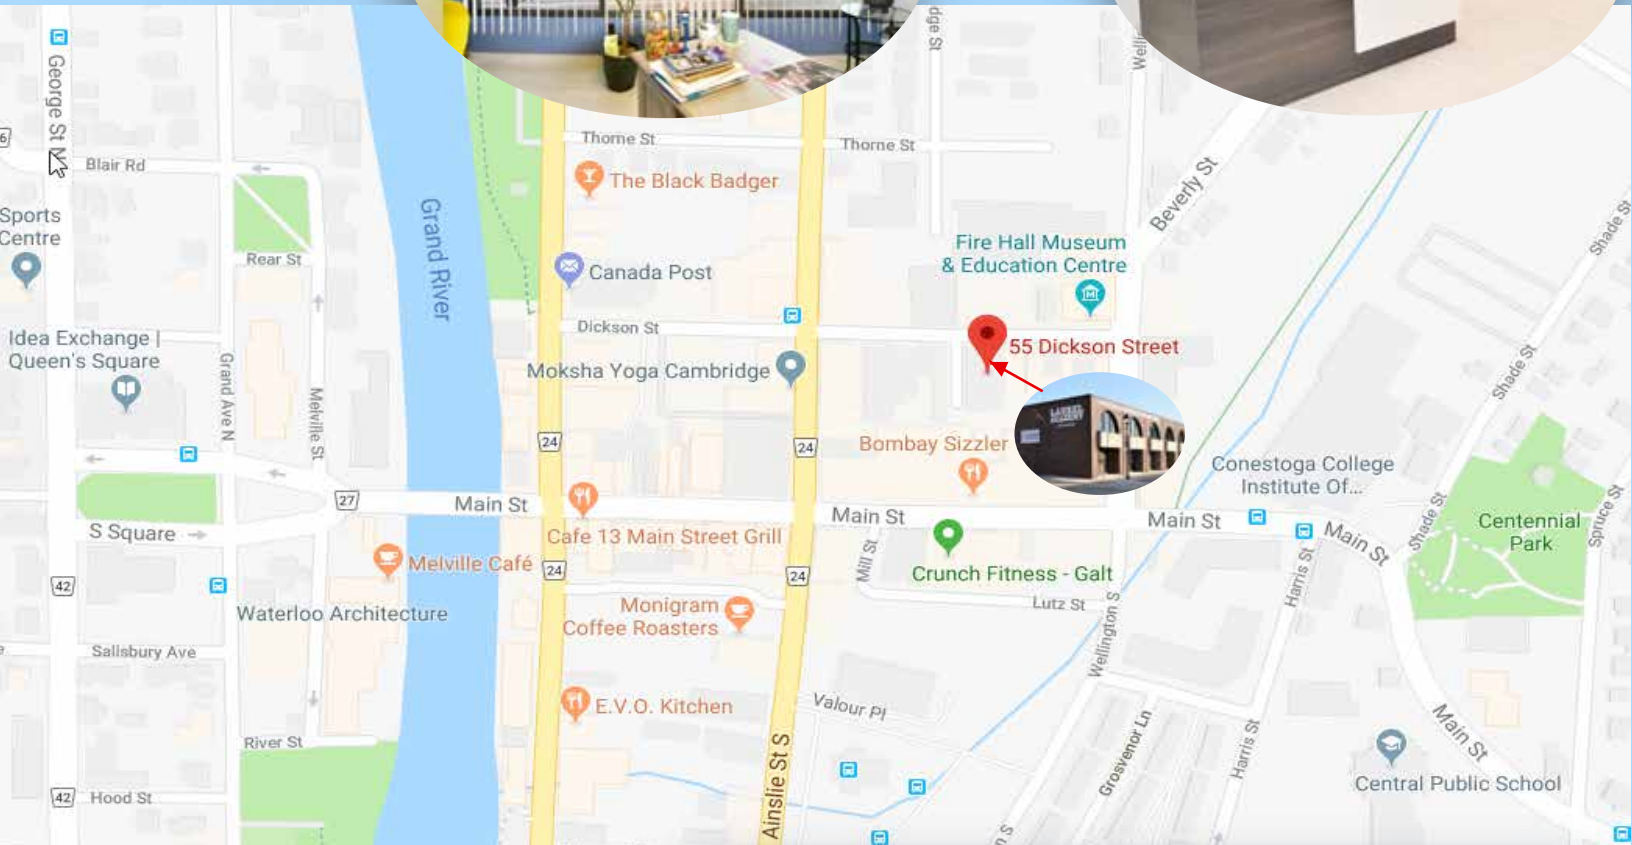 George St N
dge St
Blair Rd
Thorne St
Thorne St
The Black Badger
Beverly St
Sports
Centre
Grand River
Shade St
Rear St
Canada Post
Fire Hall Museum
& Education Centre
Dickson St
55 Dickson Street
Idea Exchange |
Queen's Square
Moksha Yoga Cambridge
Grand Ave N
Melville St
Shade St
24
24
Bombay Sizzler
Conestoga College
Institute Of...
27
Main St
Main St
Main St
Main St
Shade St
Centennial
Park
Spruce St
S Square
Cafe 13 Main Street Grill
Melville Café
24
24
Mill St
Crunch Fitness - Galt
Harris St
42
Waterloo Architecture
Monigram
Coffee Roasters
Lutz St
Wellington S
Salisbury Ave
E.V.O. Kitchen
Valour Pl
Grosvenor Ln
Harris St
Main St
River St
Ainslie St S
Central Public School
42
Hood St